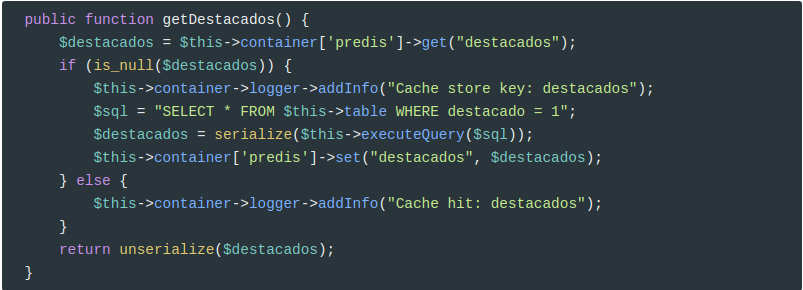 public function getDestacados() {
    $destacados = $this->container['predis']->get("destacados");
    if (is_null($destacados)) {
        $this->container->logger->addInfo("Cache store key: destacados");
        $sql = "SELECT * FROM $this->table WHERE destacado = 1";
        $destacados = serialize($this->executeQuery($sql));
        $this->container['predis']->set("destacados", $destacados);
    } else {
        $this->container->logger->addInfo("Cache hit: destacados");
    }
    return unserialize($destacados);
}